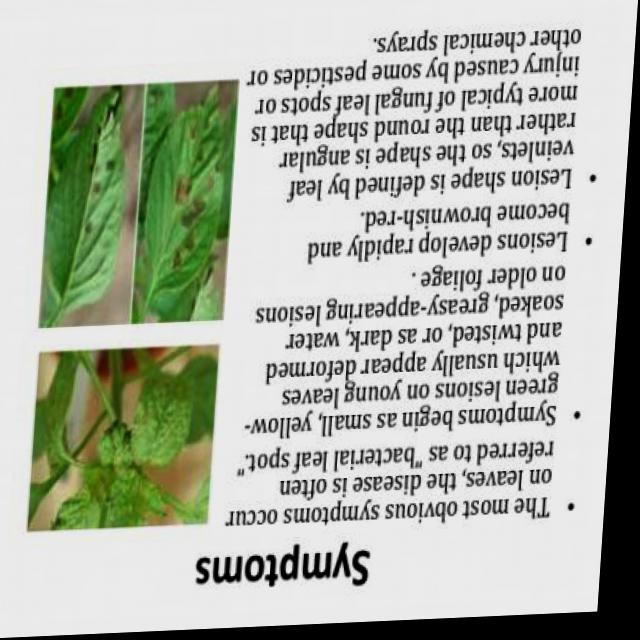 Symptoms
• The most obvious symptoms occur
on leaves, the disease is often
referred to as "bacterial leaf spot."
• Symptoms begin as small, yellow-
green lesions on young leaves
which usually appear deformed
and twisted, or as dark, water
soaked, greasy-appearing lesions
on older foliage .
• Lesions develop rapidly and
become brownish-red.
• Lesion shape is defined by leaf
veinlets, so the shape is angular
rather than the round shape that is
more typical of fungal leaf spots or
injury caused by some pesticides or
other chemical sprays.